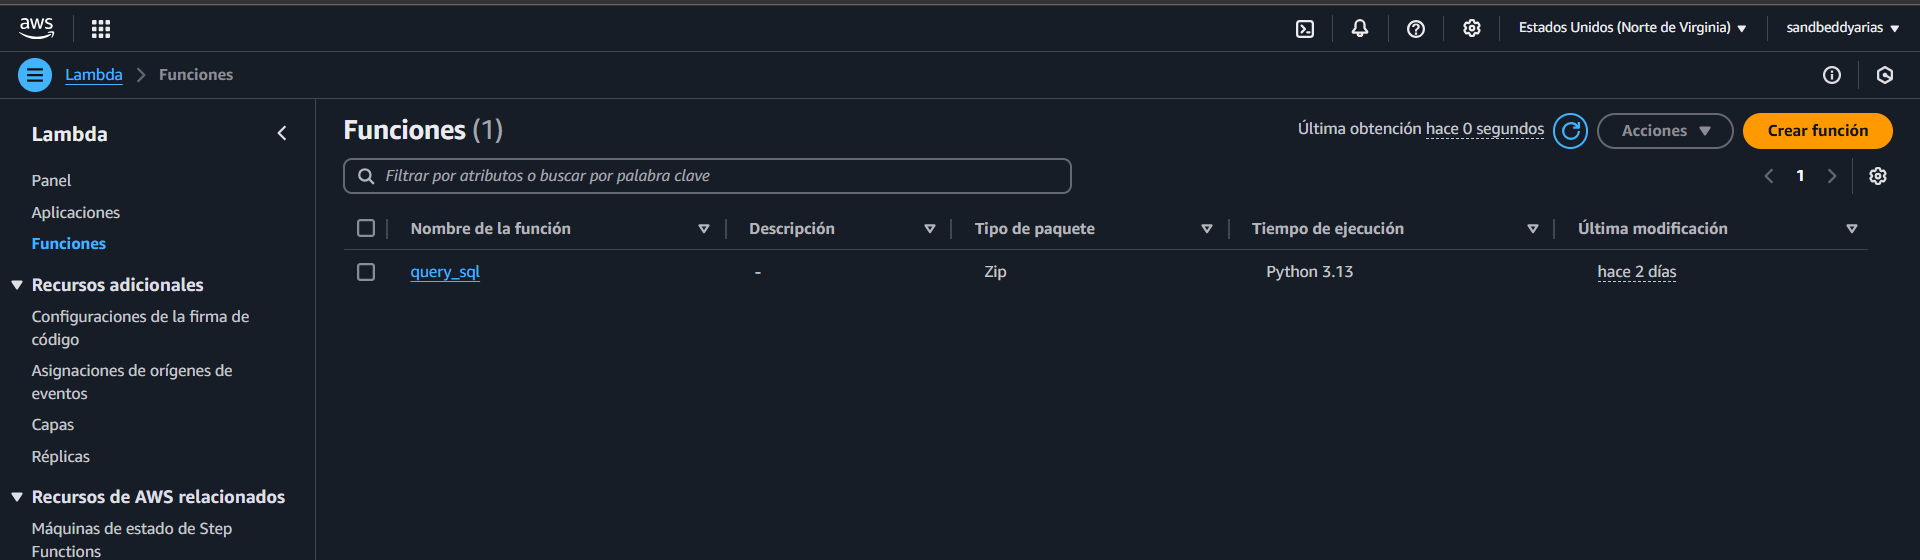 aws
Estados Unidos (Norte de Virginia)
sandbeddyarias
Lambda
Funciones
Lambda
Panel
Aplicaciones
Funciones
Recursos adicionales
Configuraciones de la firma de
código
Asignaciones de orígenes de
eventos
Capas
Réplicas
Recursos de AWS relacionados
Máquinas de estado de Step
Functions
Funciones (1)
Última obtención hace 0 segundos
Acciones
Crear función
Filtrar por atributos o buscar por palabra clave
1
Nombre de la función
Descripción
Tipo de paquete
Tiempo de ejecución
Última modificación
query_sql
-
Zip
Python 3.13
hace 2 días